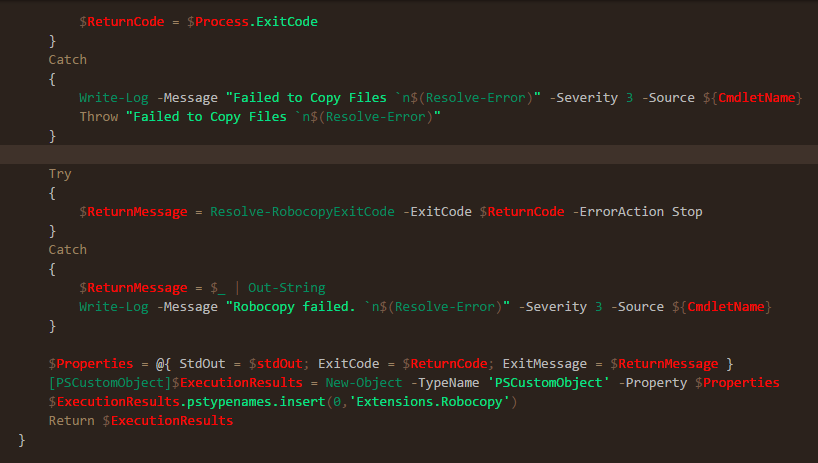 $ReturnCode = $Process.ExitCode
}
Catch
{
Write-Log -Message "Failed to Copy Files `n$(Resolve-Error)" -Severity 3 -Source ${CmdletName}
Throw "Failed to Copy Files `n$(Resolve-Error)"
}
Try
{
$ReturnMessage = Resolve-RobocopyExitCode -ExitCode $ReturnCode -ErrorAction Stop
}
Catch
{
$ReturnMessage = $_ | Out-String
Write-Log -Message "Robocopy failed. `n$(Resolve-Error)" -Severity 3 -Source ${CmdletName}
}
$Properties = @{ StdOut = $stdOut; ExitCode = $ReturnCode; ExitMessage = $ReturnMessage }
[PSCustomObject]$ExecutionResults = New-Object -TypeName 'PSCustomObject' -Property $Properties
$ExecutionResults.pstypenames.insert(0,'Extensions.Robocopy')
Return $ExecutionResults
}